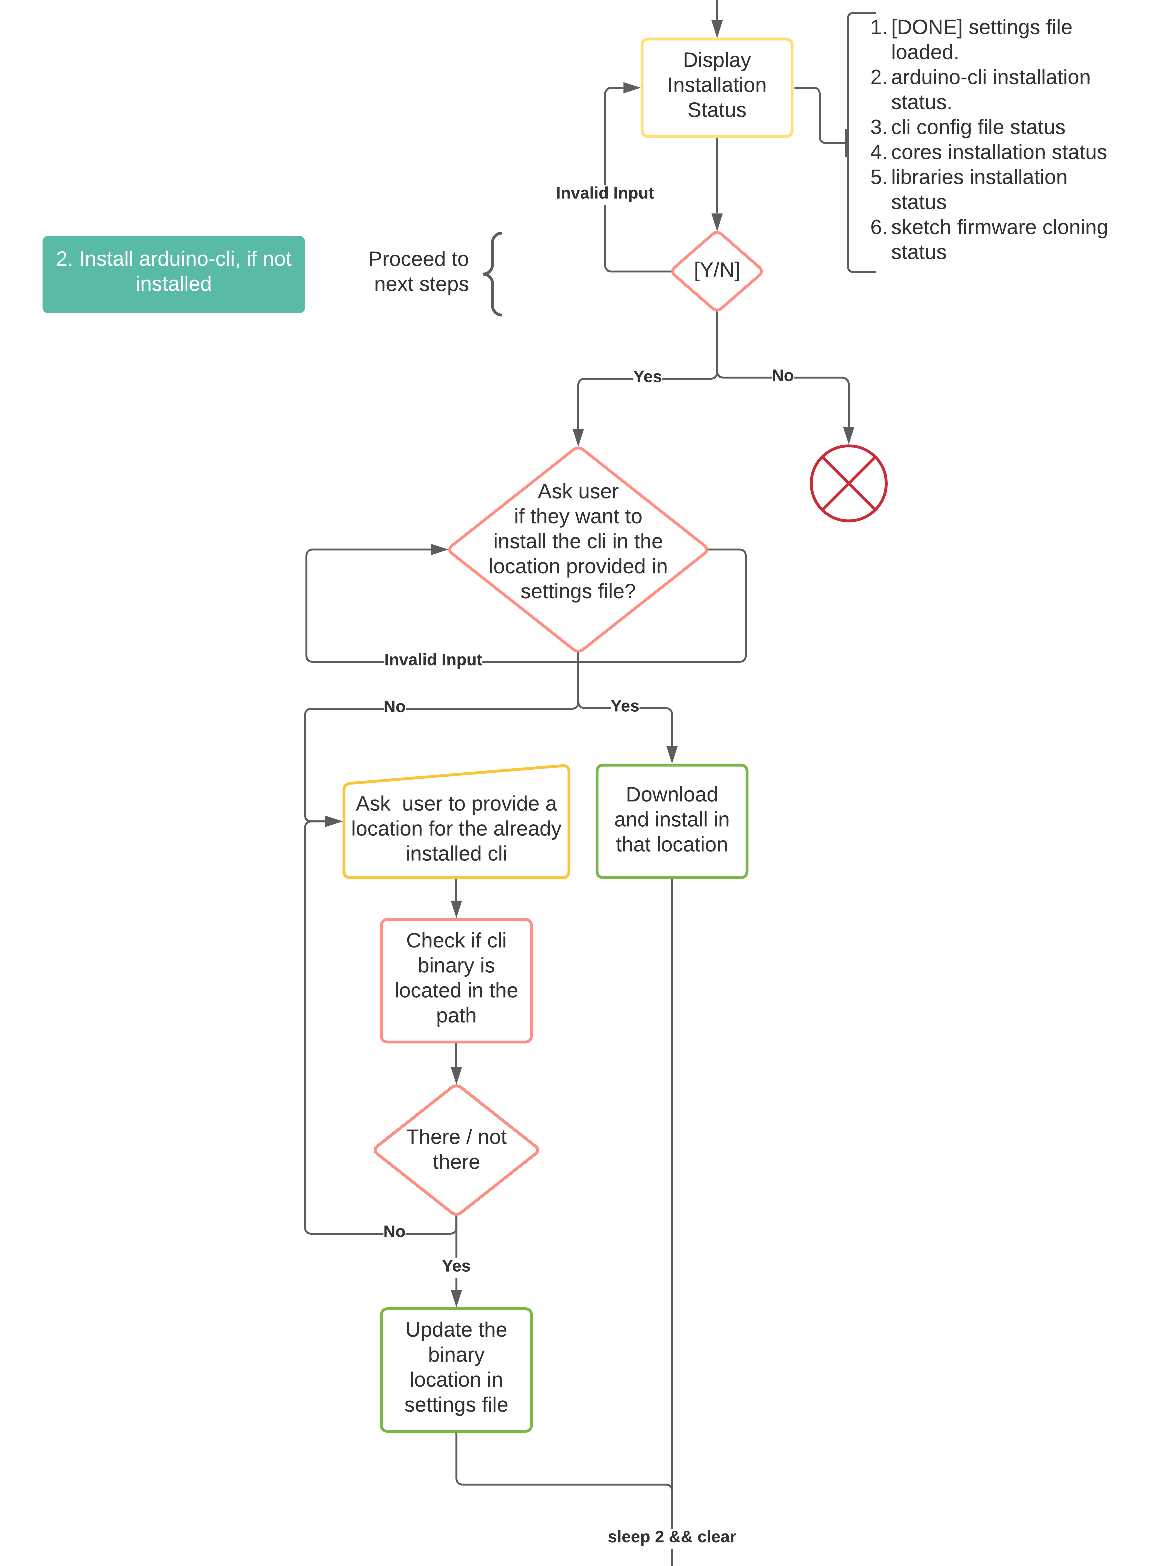 Display
Installation
Status
1. [DONE] settings file
loaded.
2. arduino-cli installation
status.
3. cli config file status
4. cores installation status
5. libraries installation
status
6. sketch firmware cloning
status
Invalid Input
2. Install arduino-cli, if not
installed
Proceed to
next steps
[Y/N]
Yes
No
Ask user
if they want to
install the cli in the
location provided in
settings file?
Invalid Input
No
Yes
Ask  user to provide a
location for the already
installed cli
Download
and install in
that location
Check if cli
binary is
located in the
path
There / not
there
No
Yes
Update the
binary
location in
settings file
sleep 2 && clear